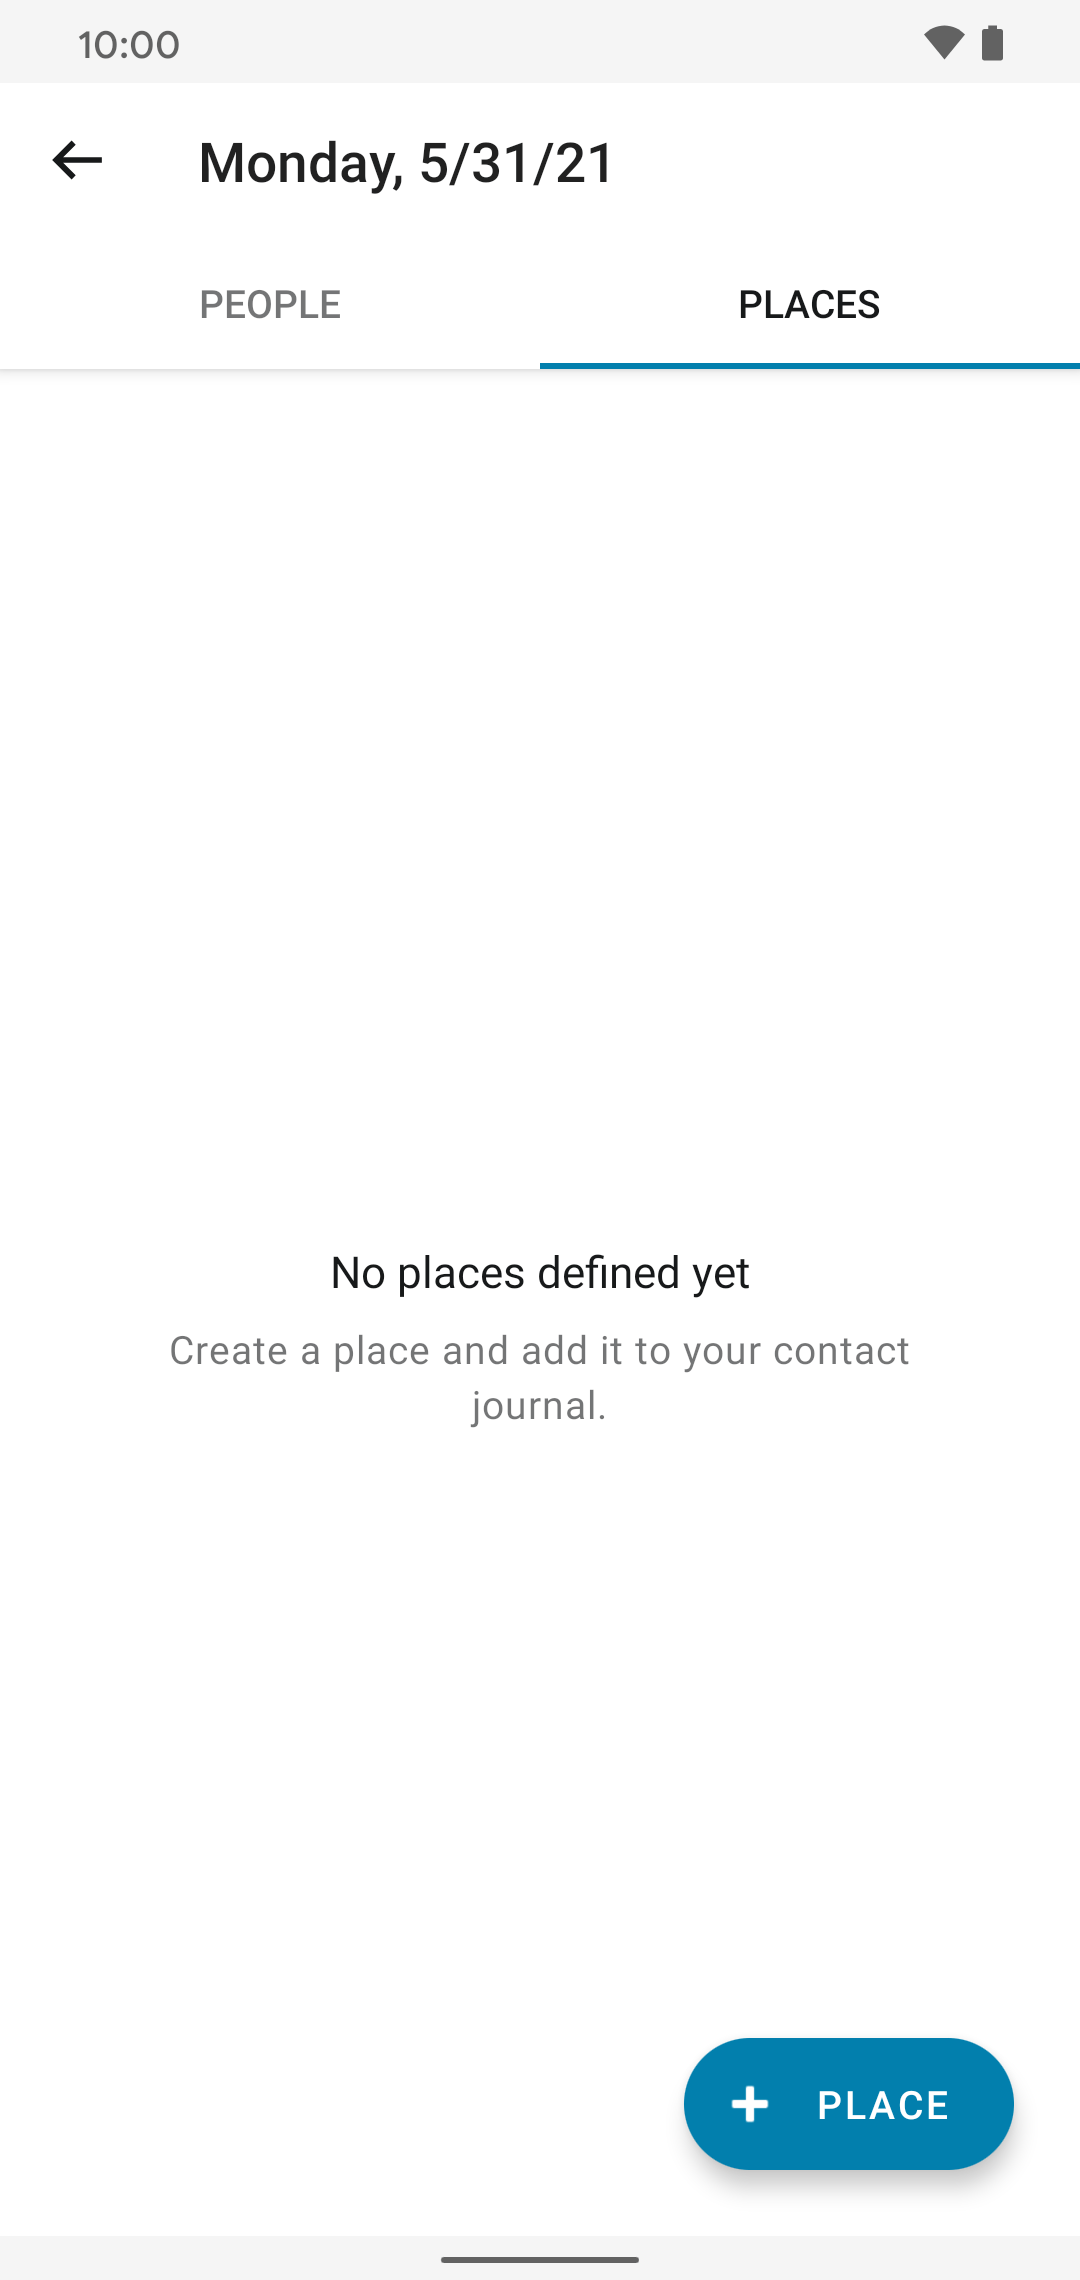 10:00
Monday, 5/31/21
PEOPLE
PLACES
No places defined yet
Create a place and add it to your contact
journal.
PLACE